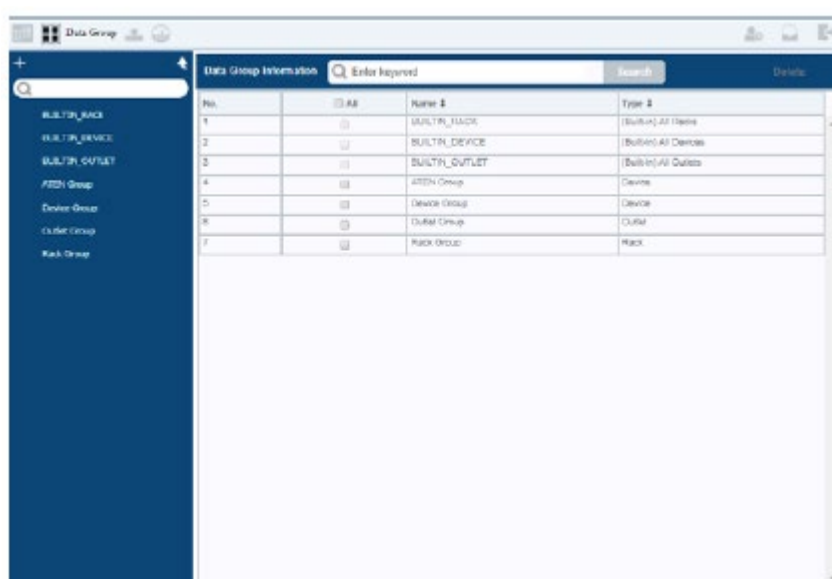 Data Group
+
BUILTIN_RACK
BUILTIN_DEVICE
BUILTIN_OUTLET
ATEN Group
Device Group
Outlet Group
Rack Group
Data Group Information Enter keyword Search Delete
No. All Name Type
1 BUILTIN_RACK (Built-in) All Racks
2 BUILTIN_DEVICE (Built-in) All Devices
3 BUILTIN_OUTLET (Built-in) All Outlets
4 ATEN Group Device
5 Device Group Device
6 Outlet Group Outlet
7 Rack Group Rack